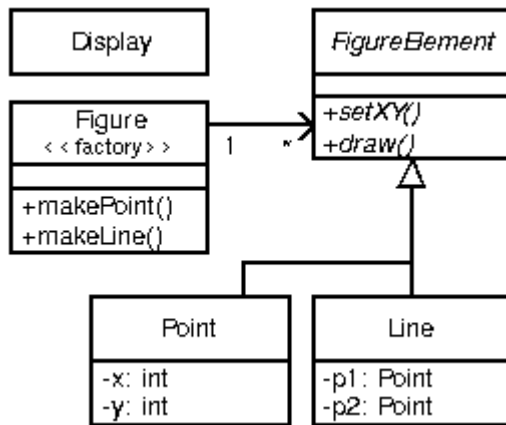 Display
FigureElement
+setXY()
+draw()
Figure
<<factory>>
+makePoint()
+makeLine()
1
*
Point
-x: int
-y: int
Line
-p1: Point
-p2: Point